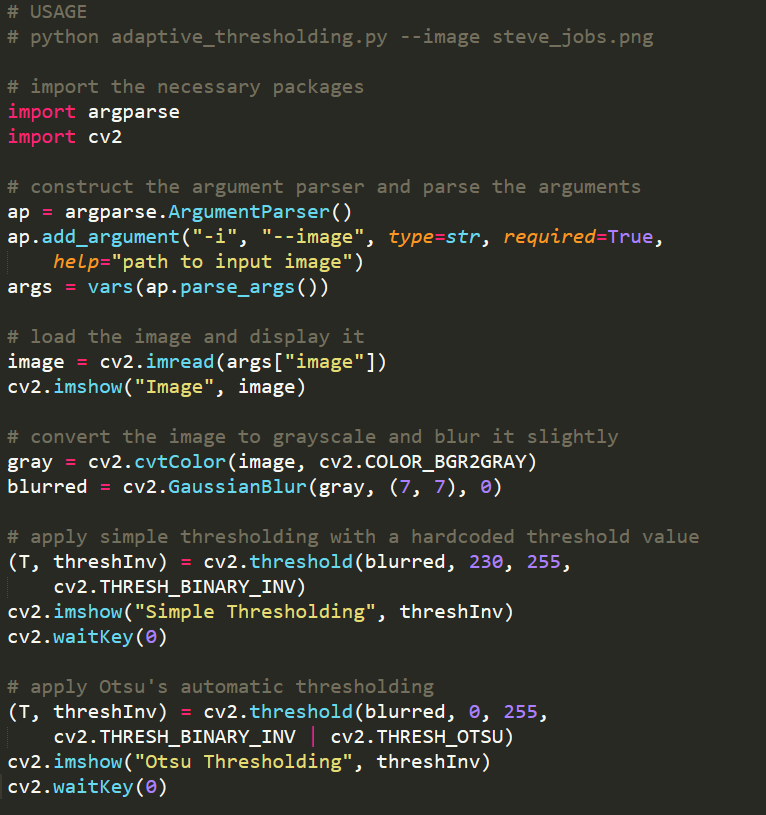 # USAGE
# python adaptive_thresholding.py --image steve_jobs.png

# import the necessary packages
import argparse
import cv2

# construct the argument parser and parse the arguments
ap = argparse.ArgumentParser()
ap.add_argument("-i", "--image", type=str, required=True,
    help="path to input image")
args = vars(ap.parse_args())

# load the image and display it
image = cv2.imread(args["image"])
cv2.imshow("Image", image)

# convert the image to grayscale and blur it slightly
gray = cv2.cvtColor(image, cv2.COLOR_BGR2GRAY)
blurred = cv2.GaussianBlur(gray, (7, 7), 0)

# apply simple thresholding with a hardcoded threshold value
(T, threshInv) = cv2.threshold(blurred, 230, 255,
    cv2.THRESH_BINARY_INV)
cv2.imshow("Simple Thresholding", threshInv)
cv2.waitKey(0)

# apply Otsu's automatic thresholding
(T, threshInv) = cv2.threshold(blurred, 0, 255,
    cv2.THRESH_BINARY_INV | cv2.THRESH_OTSU)
cv2.imshow("Otsu Thresholding", threshInv)
cv2.waitKey(0)